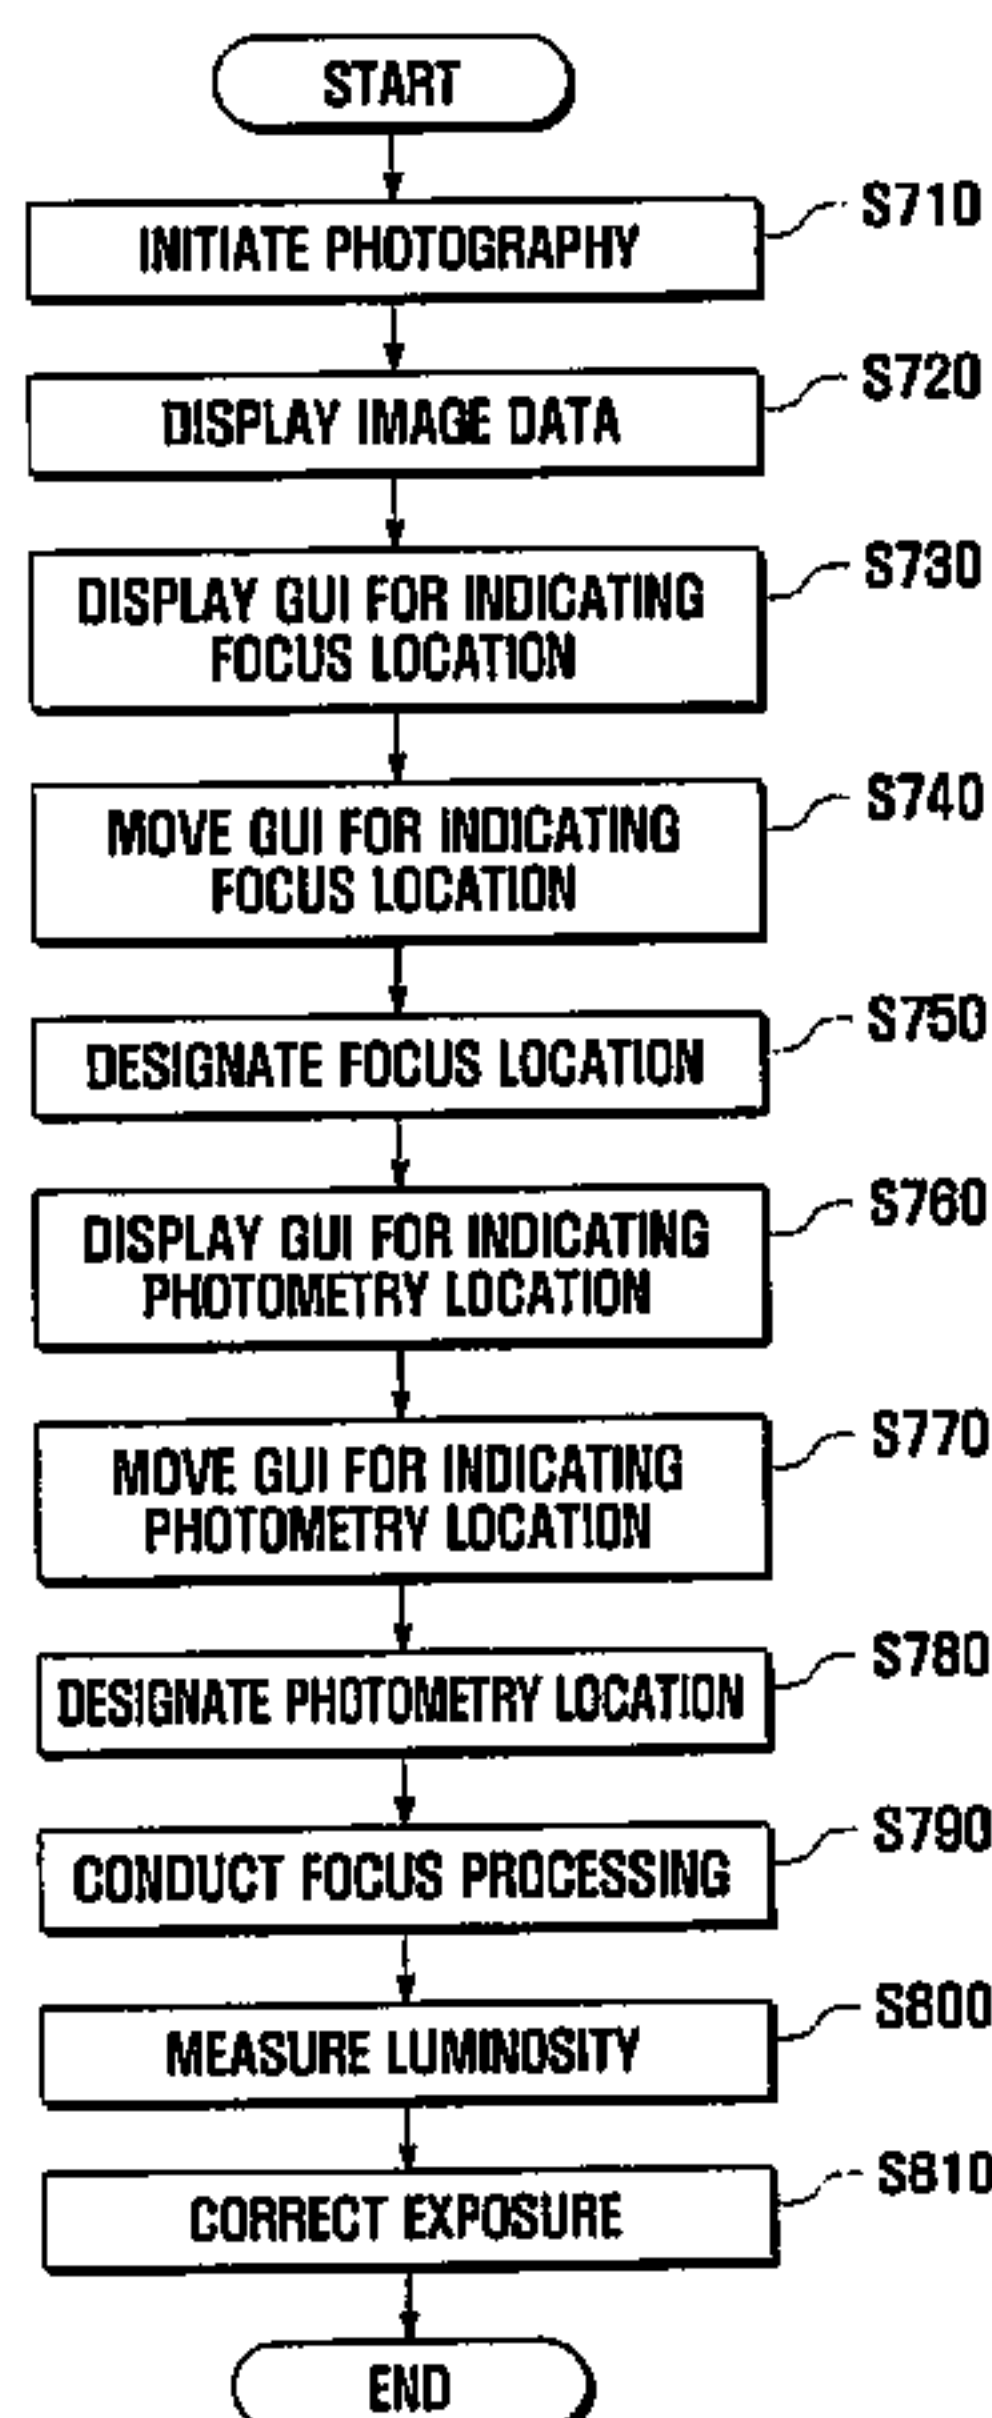 START
INITIATE PHOTOGRAPHY
S710
DISPLAY IMAGE DATA
S720
DISPLAY GUI FOR INDICATING
FOCUS LOCATION
S730
MOVE GUI FOR INDICATING
FOCUS LOCATION
S740
DESIGNATE FOCUS LOCATION
S750
DISPLAY GUI FOR INDICATING
PHOTOMETRY LOCATION
S760
MOVE GUI FOR INDICATING
PHOTOMETRY LOCATION
S770
DESIGNATE PHOTOMETRY LOCATION
S780
CONDUCT FOCUS PROCESSING
S790
MEASURE LUMINOSITY
S800
CORRECT EXPOSURE
S810
END